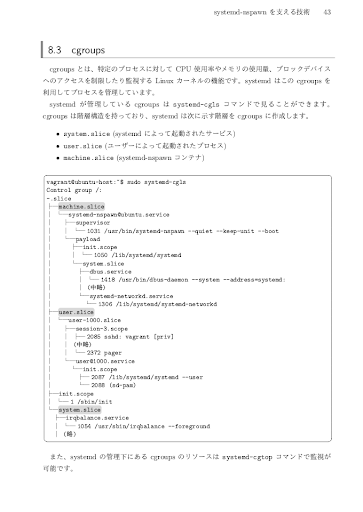 systemd-nspawn を支える技術 43
8.3 cgroups
cgroups とは、特定のプロセスに対して CPU 使用率やメモリの使用量、ブロックデバイス
へのアクセスを制限したり監視する Linux カーネルの機能です。systemd はこの cgroups を
利用してプロセスを管理しています。
systemd が管理している cgroups は systemd-cgls コマンドで見ることができます。
cgroups は階層構造を持っており、systemd は次に示す階層を cgroups に作成します。
• system.slice (systemd によって起動されたサービス)
• user.slice (ユーザーによって起動されたプロセス)
• machine.slice (systemd-nspawn コンテナ)
vagrant@ubuntu-host:~$ sudo systemd-cgls
Control group /:
-.slice
├─machine.slice
│ └─systemd-nspawn@ubuntu.service
│ ├─supervisor
│ │ └─1031 /usr/bin/systemd-nspawn --quiet --keep-unit --boot
│ └─payload
│ ├─init.scope
│ │ └─1050 /lib/systemd/systemd
│ └─system.slice
│ ├─dbus.service
│ │ └─1418 /usr/bin/dbus-daemon --system --address=systemd:
│ │ (中略)
│ └─systemd-networkd.service
│ └─1306 /lib/systemd/systemd-networkd
├─user.slice
│ └─user-1000.slice
│ ├─session-3.scope
│ │ ├─2085 sshd: vagrant [priv]
│ │ (中略)
│ │ └─2372 pager
│ └─user@1000.service
│ └─init.scope
│ ├─2087 /lib/systemd/systemd --user
│ └─2088 (sd-pam)
├─init.scope
│ └─1 /sbin/init
└─system.slice
├─irqbalance.service
│ └─1054 /usr/sbin/irqbalance --foreground
│ (略)
また、systemd の管理下にある cgroups のリソースは systemd-cgtop コマンドで監視が
可能です。